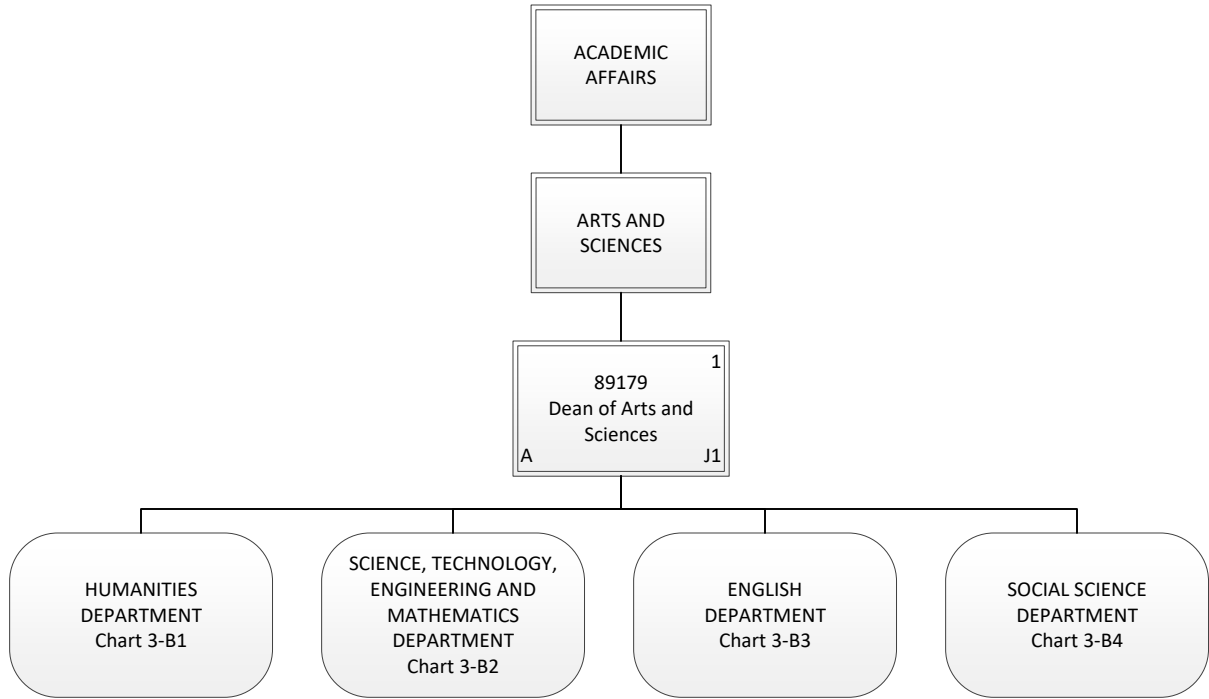 ACADEMIC
AFFAIRS
ARTS AND
SCIENCES
1
89179
Dean of Arts and
Sciences
A
J1
HUMANITIES
DEPARTMENT
Chart 3-B1
SCIENCE, TECHNOLOGY,
ENGINEERING AND
MATHEMATICS
DEPARTMENT
Chart 3-B2
ENGLISH
DEPARTMENT
Chart 3-B3
SOCIAL SCIENCE
DEPARTMENT
Chart 3-B4